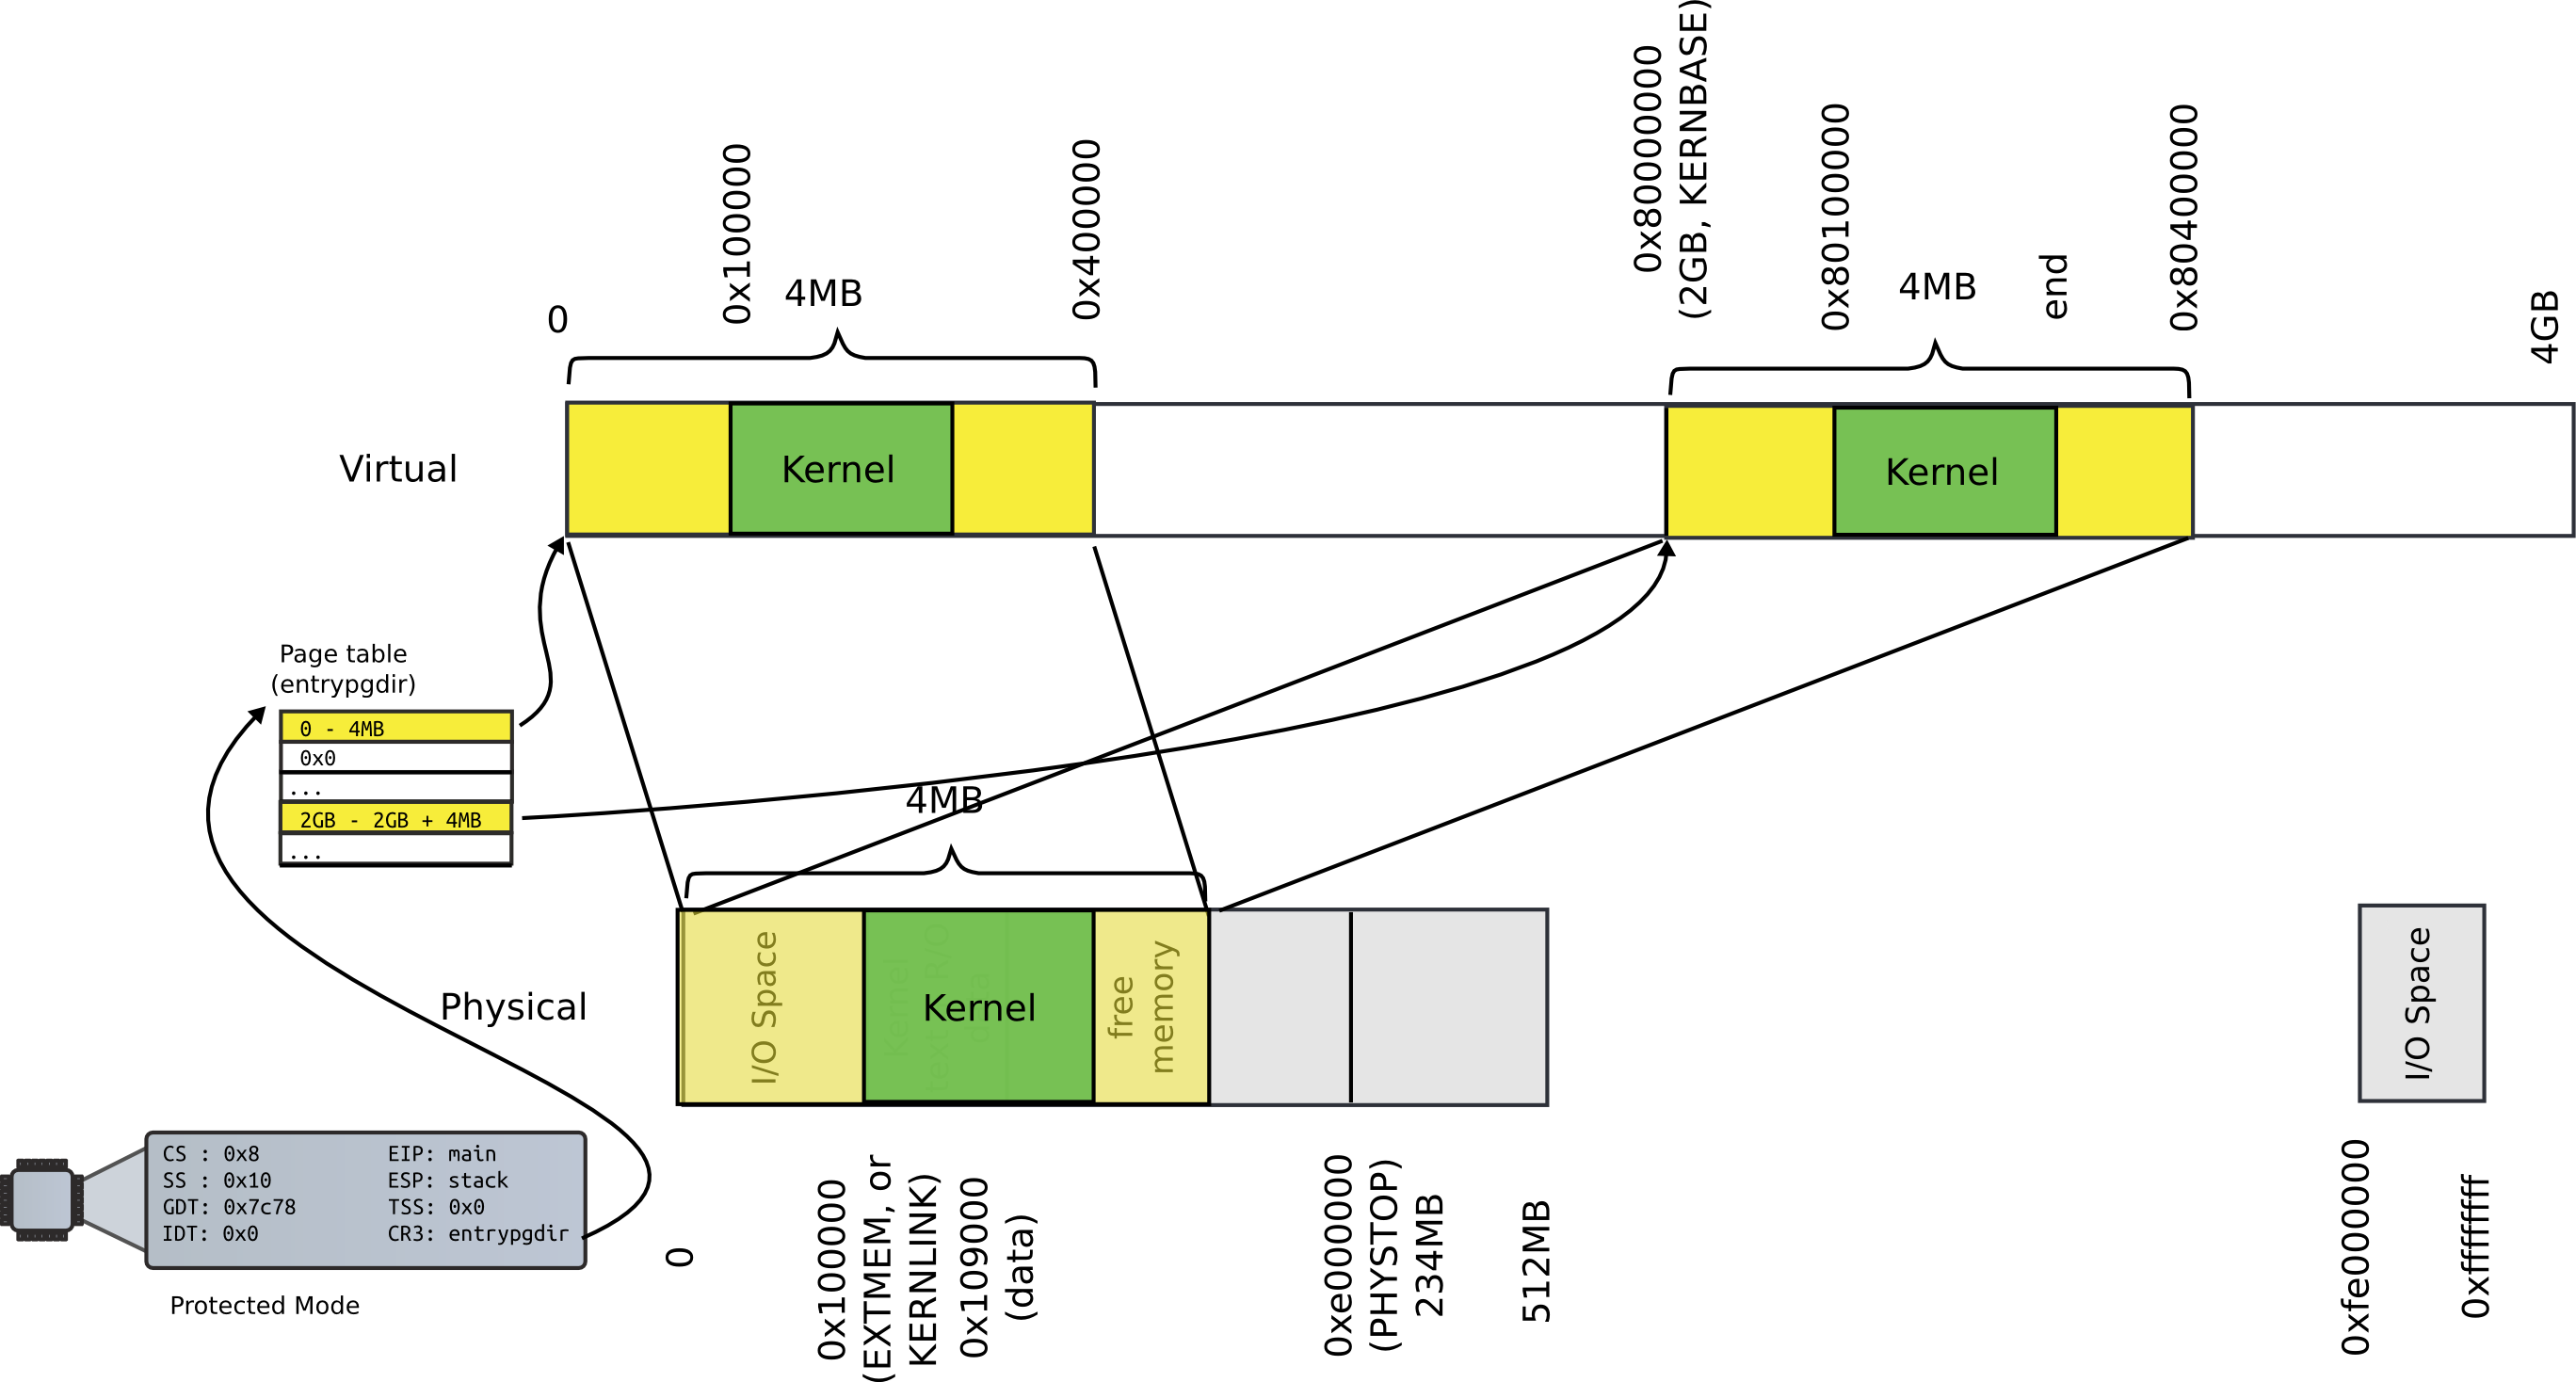 0x80000000
(2GB, KERNBASE)
0x100000
0x400000
0x80100000
0x80400000
0
4MB
4MB
end
4GB
Virtual
Kernel
Kernel
Page table
(entrypgdir)
0 - 4MB
0x0
...
2GB - 2GB + 4MB
...
4MB
Physical
I/O Space
Kernel
free
memory
I/O Space
CS : 0x8
SS : 0x10
GDT: 0x7c78
IDT: 0x0
EIP: main
ESP: stack
TSS: 0x0
CR3: entrypgdir
Protected Mode
0
0x100000
(EXTMEM, or
KERNLINK)
0x109000
(data)
0xe000000
(PHYSTOP)
234MB
512MB
0xfe000000
0xffffffff